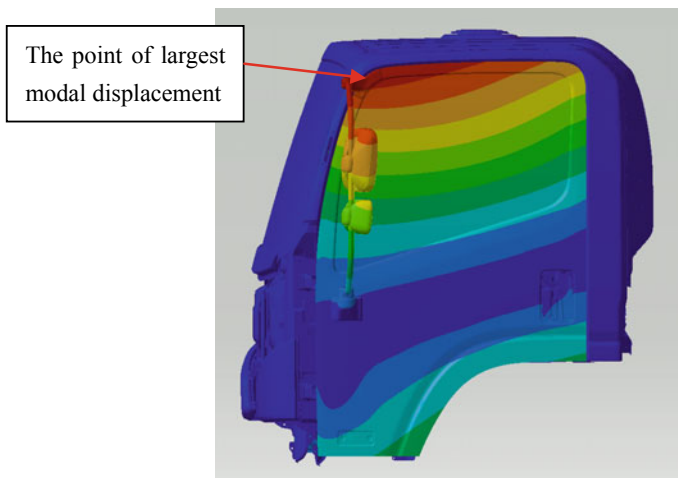 The point of largest
modal displacement